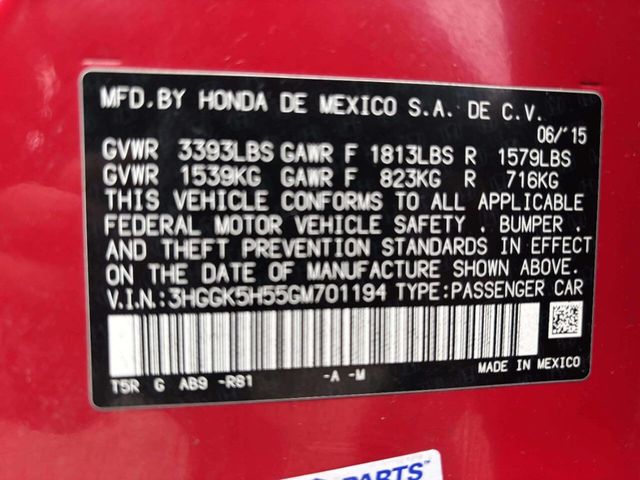 MFD.BY HONDA DE MEXICO S.A. DE C.V.
06/'15
GVWR 3393LBS GAWR F 1813LBS R 1579LBS
GVWR 1539KG GAWR F 823KG R 716KG
THIS VEHICLE CONFORMS TO ALL APPLICABLE
FEDERAL MOTOR VEHICLE SAFETY . BUMPER .
AND THEFT PREVENTION STANDARDS IN EFFECT
ON THE DATE OF MANUFACTURE SHOWN ABOVE.
V.I.N:3HGGK5H55GM701194 TYPE:PASSENGER CAR
T5R G AB9 -R81 -A -M
MADE IN MEXICO
PARTS™